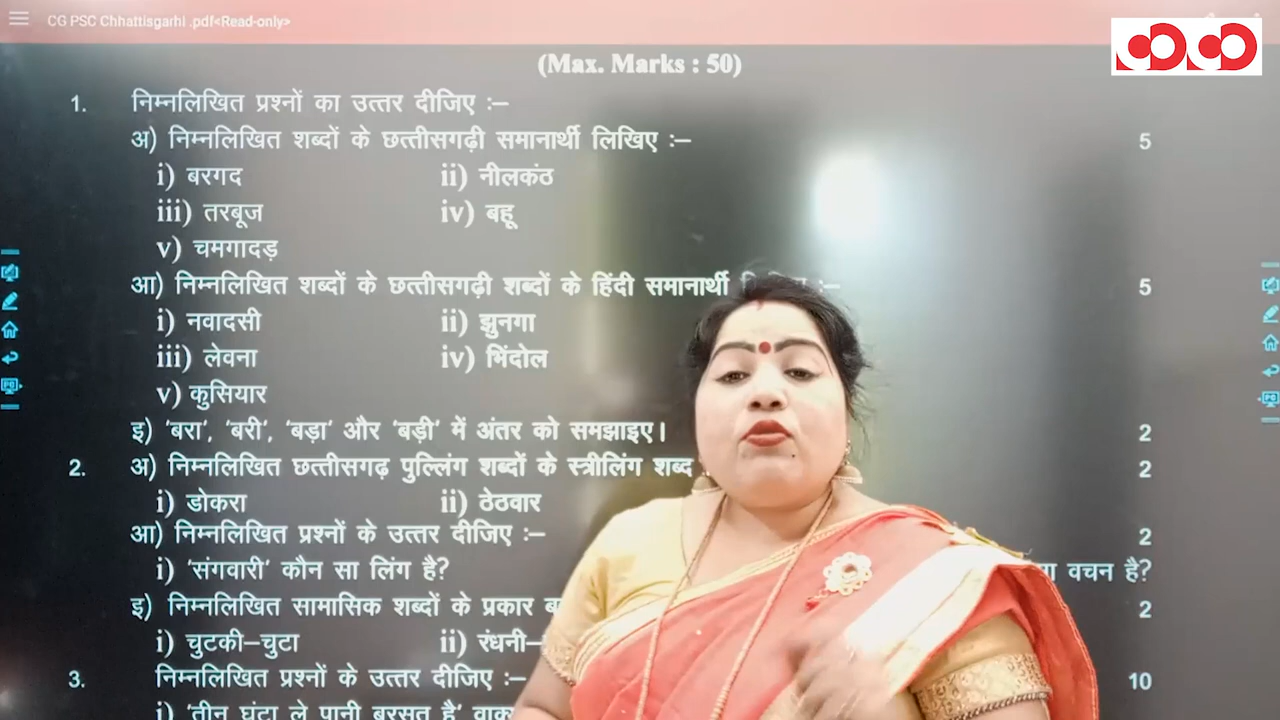 CG PSC Chhattisgarhi .pdf<Read-only>
(Max. Marks : 50)
1. निम्नलिखित प्रश्नों का उत्तर दीजिए :–
अ) निम्नलिखित शब्दों के छत्तीसगढ़ी समानार्थी लिखिए :– 5
i) बरगद ii) नीलकंठ
iii) तरबूज iv) बहू
v) चमगादड़
आ) निम्नलिखित शब्दों के छत्तीसगढ़ी शब्दों के हिंदी समानार्थी :– 5
i) नवादसी ii) झुनगा
iii) लेवना iv) भिंदोल
v) कुसियार
इ) 'बरा', 'बरी', 'बड़ा' और 'बड़ी' में अंतर को समझाइए। 2
2. अ) निम्नलिखित छत्तीसगढ़ पुल्लिंग शब्दों के स्त्रीलिंग शब्द 2
i) डोकरा ii) ठेठवार
आ) निम्नलिखित प्रश्नों के उत्तर दीजिए :– 2
i) 'संगवारी' कौन सा लिंग है? वचन है?
इ) निम्नलिखित सामासिक शब्दों के प्रकार 2
i) चुटकी–चुटा ii) रंधनी–
3. निम्नलिखित प्रश्नों के उत्तर दीजिए :– 10
i) 'तीन घंटा ले पानी बरसत है'